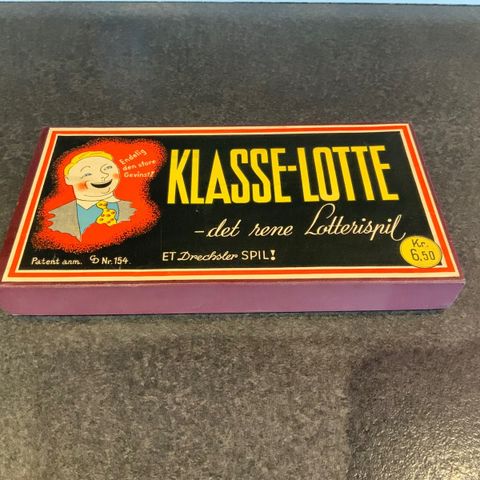 Endelig
den store
Gevinst!
KLASSE-LOTTE
- det rene Lotterispil
Patent anm. Nr. 154.
ET Drechsler SPIL!
Kr.
6.50